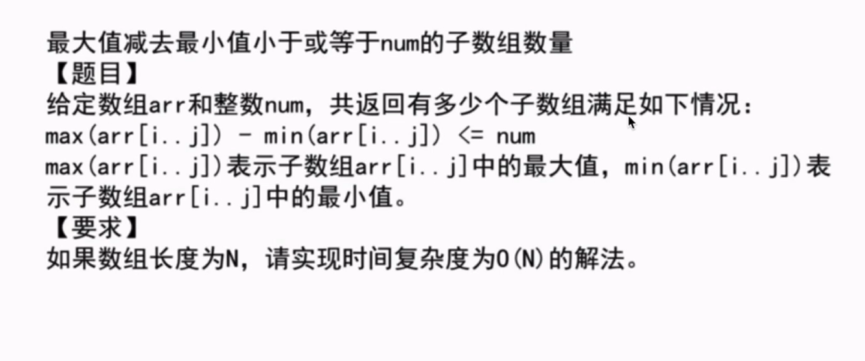 最大值减去最小值小于或等于num的子数组数量
【题目】
给定数组arr和整数num，共返回有多少个子数组满足如下情况：
max(arr[i..j]) - min(arr[i..j]) <= num
max(arr[i..j])表示子数组arr[i..j]中的最大值，min(arr[i..j])表
示子数组arr[i..j]中的最小值。
【要求】
如果数组长度为N，请实现时间复杂度为O(N)的解法。